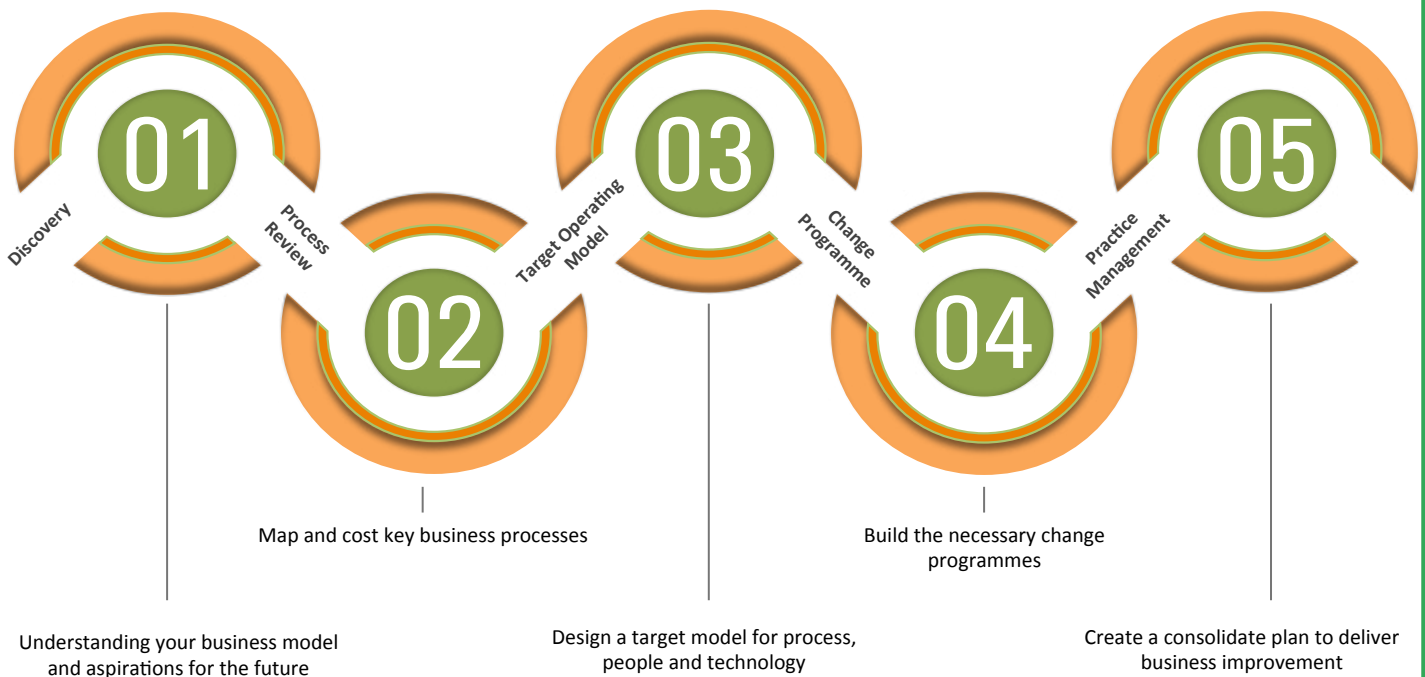 01
Discovery
Process
Review
02
Target Operating
Model
03
Change
Programme
04
Practice
Management
05
Map and cost key business processes
Build the necessary change
programmes
Understanding your business model
and aspirations for the future
Design a target model for process,
people and technology
Create a consolidate plan to deliver
business improvement